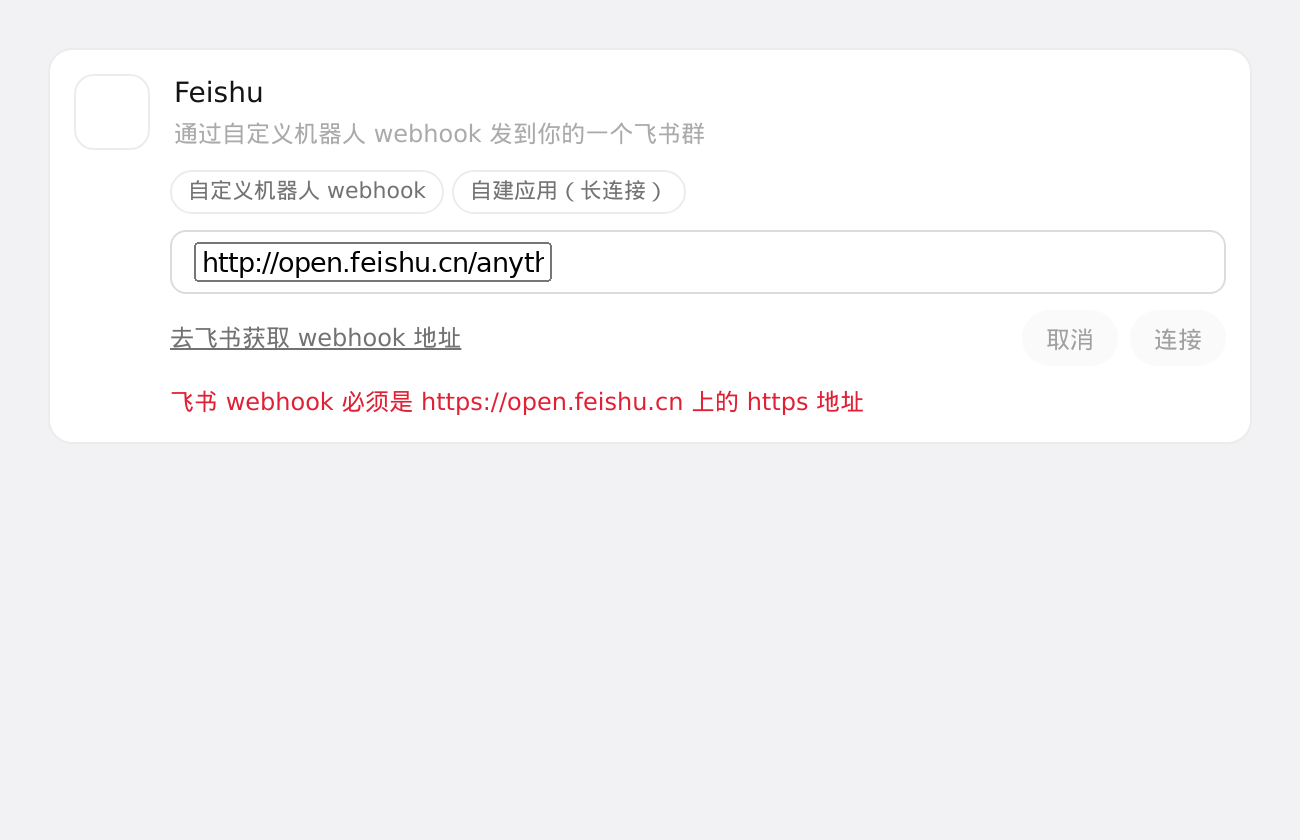 Feishu
通过自定义机器人 webhook 发到你的一个飞书群
自定义机器人 webhook 自建应用（长连接）
http://open.feishu.cn/anyth
去飞书获取 webhook 地址 取消 连接
飞书 webhook 必须是 https://open.feishu.cn 上的 https 地址